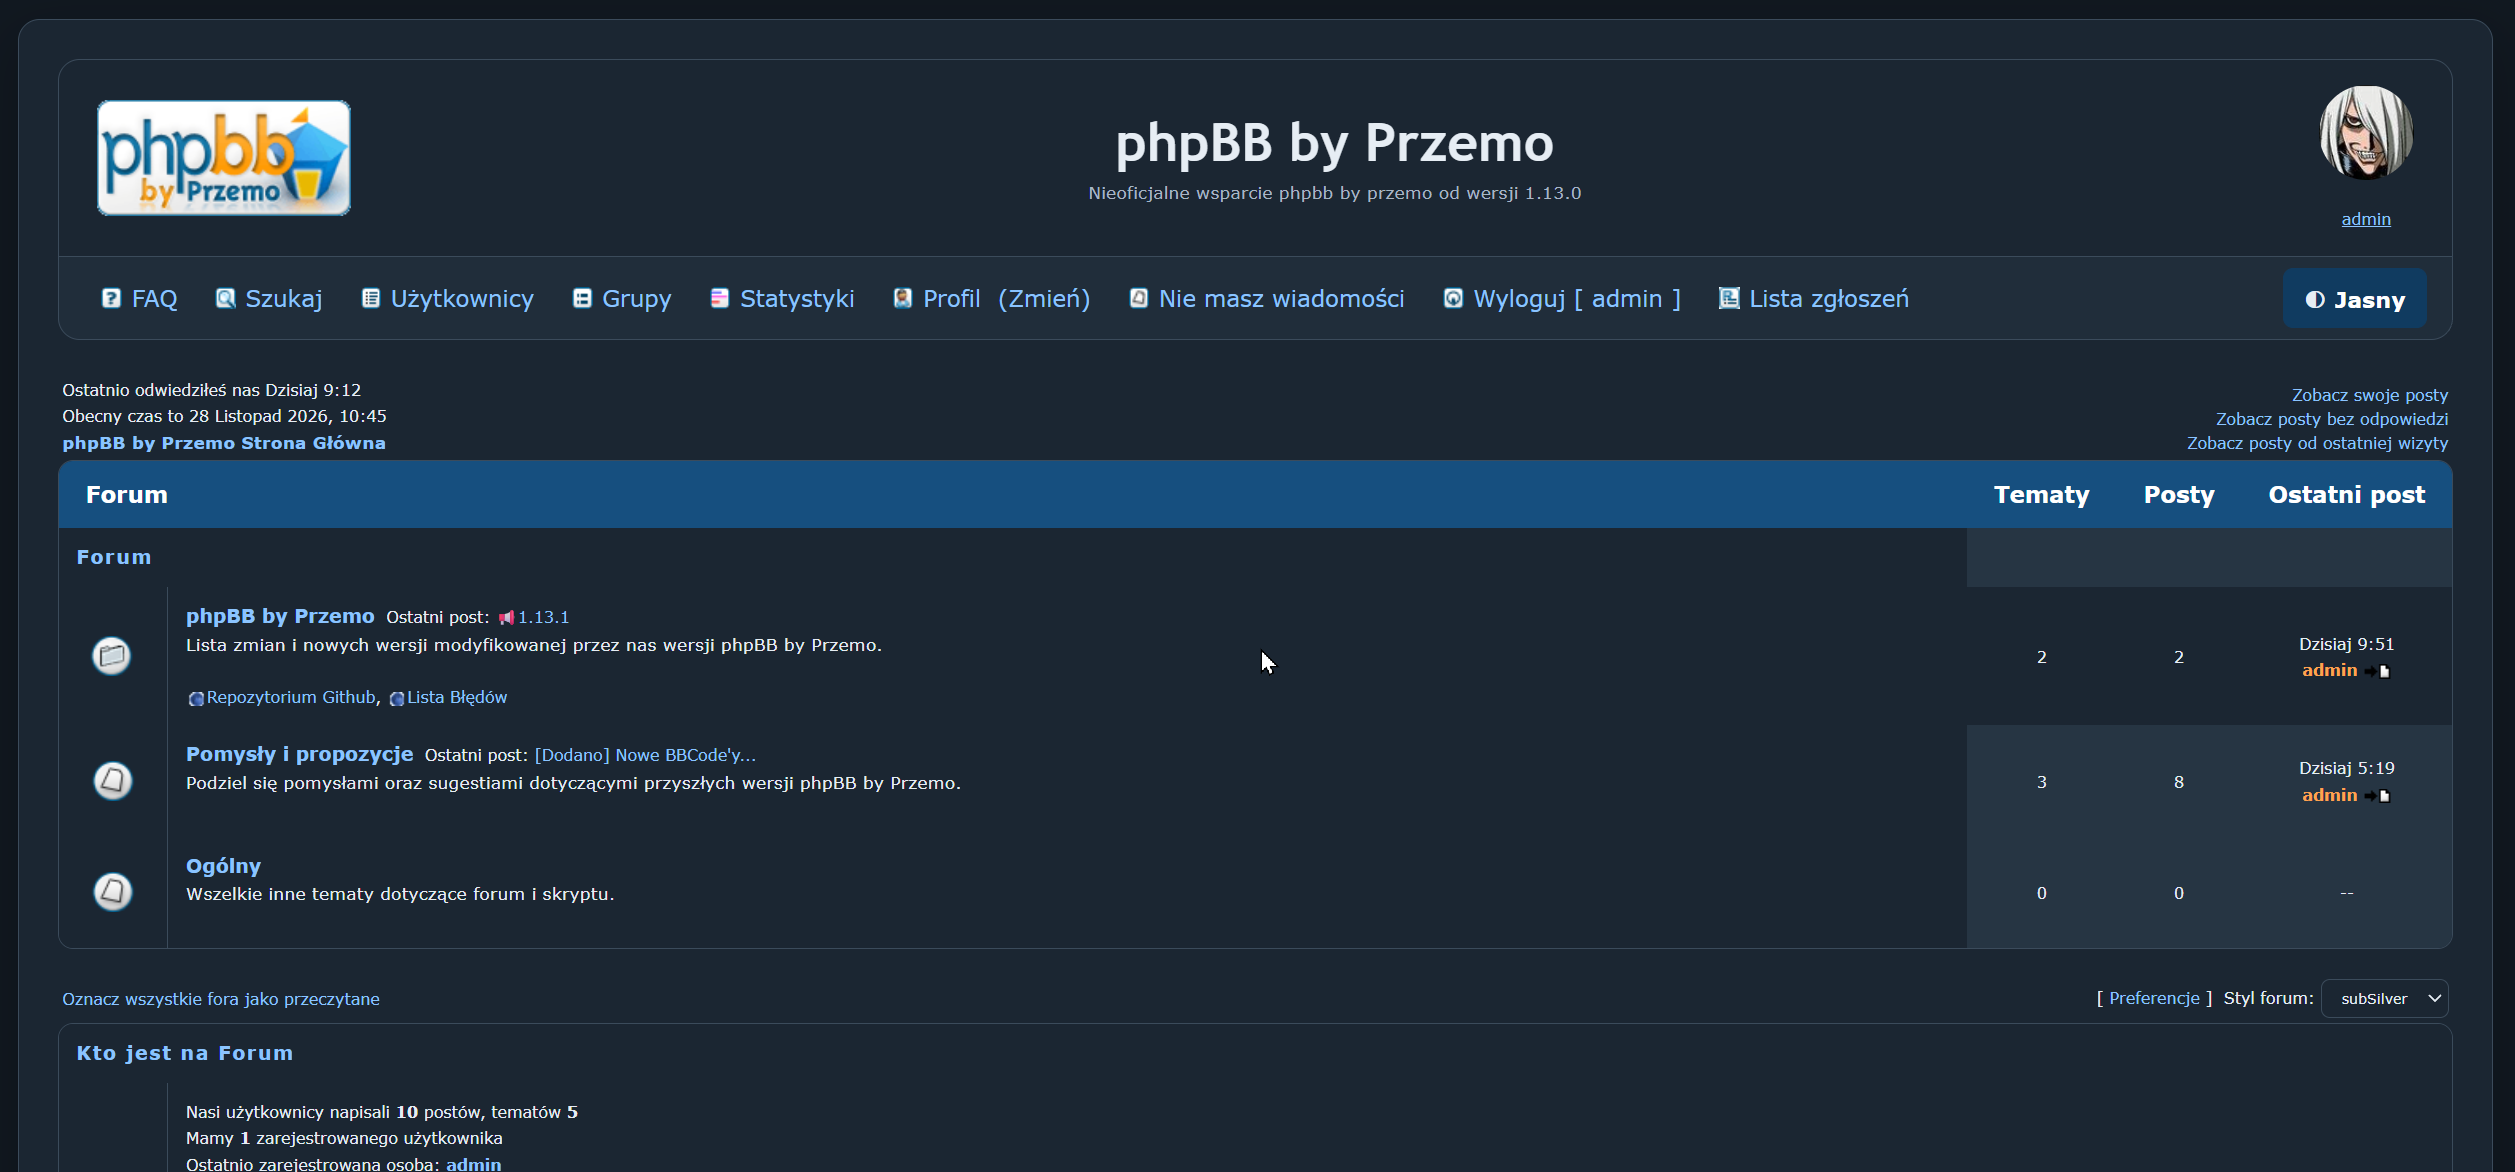 phpbb
by Przemo
phpBB by Przemo
Nieoficjalne wsparcie phpbb by przemo od wersji 1.13.0
admin
FAQ Szukaj Użytkownicy Grupy Statystyki Profil (Zmień) Nie masz wiadomości Wyloguj [ admin ] Lista zgłoszeń Jasny
Ostatnio odwiedziłeś nas Dzisiaj 9:12
Obecny czas to 28 Listopad 2026, 10:45
phpBB by Przemo Strona Główna
Zobacz swoje posty
Zobacz posty bez odpowiedzi
Zobacz posty od ostatniej wizyty
Forum Tematy Posty Ostatni post
Forum
phpBB by Przemo Ostatni post: 1.13.1
Lista zmian i nowych wersji modyfikowanej przez nas wersji phpBB by Przemo.
Repozytorium Github, Lista Błędów
2 2 Dzisiaj 9:51
admin
Pomysły i propozycje Ostatni post: [Dodano] Nowe BBCode'y...
Podziel się pomysłami oraz sugestiami dotyczącymi przyszłych wersji phpBB by Przemo.
3 8 Dzisiaj 5:19
admin
Ogólny
Wszelkie inne tematy dotyczące forum i skryptu.
0 0 --
Oznacz wszystkie fora jako przeczytane
[ Preferencje ] Styl forum: subSilver
Kto jest na Forum
Nasi użytkownicy napisali 10 postów, tematów 5
Mamy 1 zarejestrowanego użytkownika
Ostatnio zarejestrowana osoba: admin